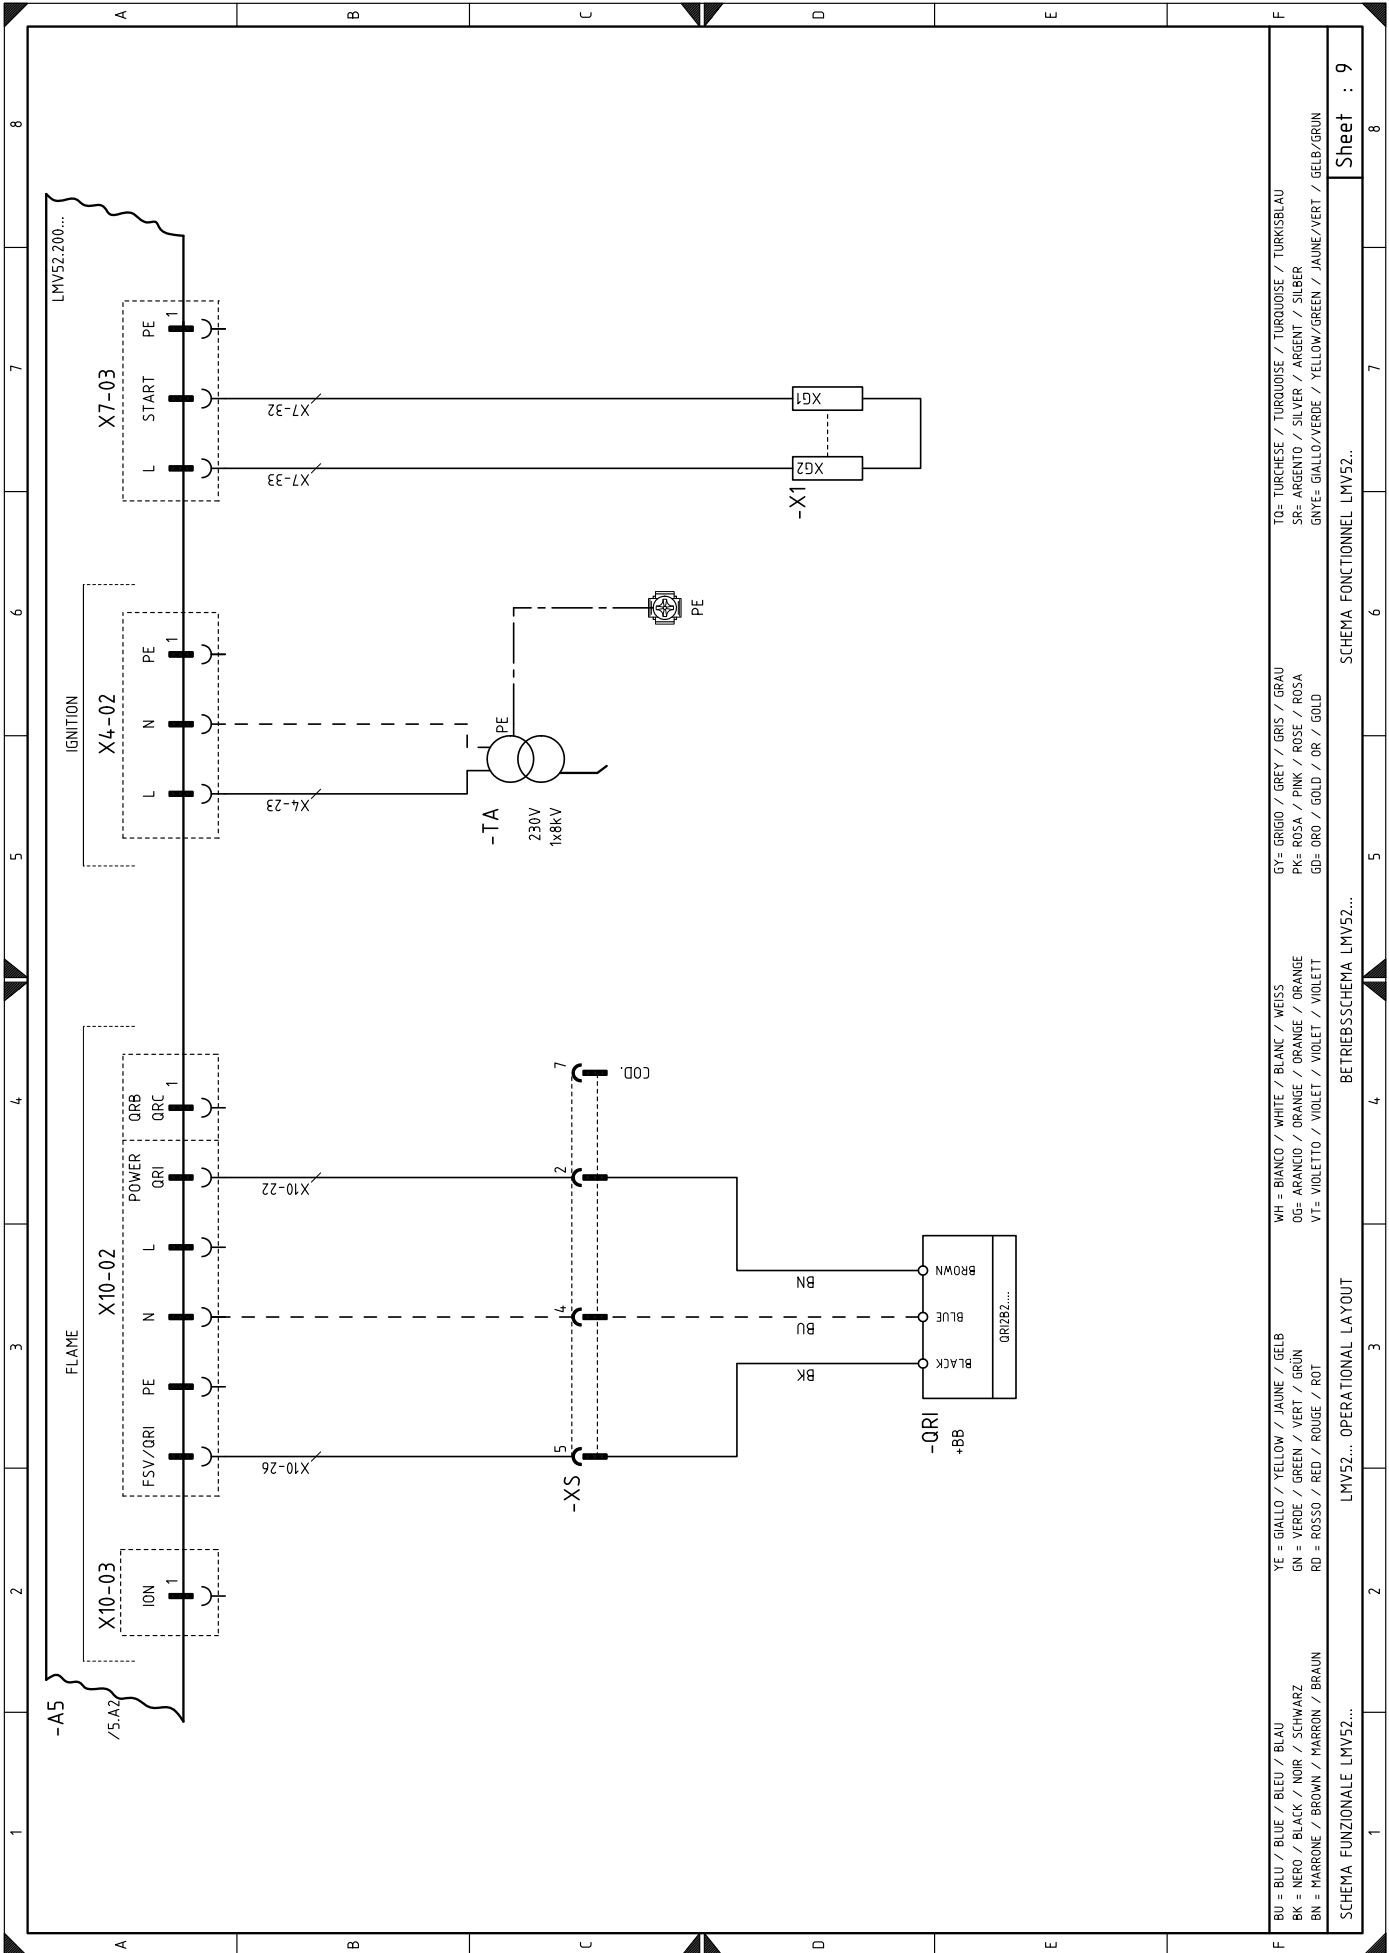 1 2 3 4 5 6 7 8
A
B
C
D
E
F
A
B
C
D
E
F
-A5
/5.A2
LMV52.200...
FLAME
X10-03
ION
1
X10-02
FSV/QRI
PE
N
L
POWER
QRI
QRB
QRC
1
IGNITION
X4-02
L
N
PE
1
X7-03
L
START
PE
1
X10-26
X10-22
X4-23
X7-33
X7-32
-XS
5
4
2
7
COD.
-TA
230V
1x8kV
PE
PE
-X1
XG2
XG1
BK
BU
BN
-QRI
+BB
BLACK
BLUE
BROWN
QRI2B2....
BU = BLU / BLUE / BLEU / BLAU
BK = NERO / BLACK / NOIR / SCHWARZ
BN = MARRONE / BROWN / MARRON / BRAUN
YE = GIALLO / YELLOW / JAUNE / GELB
GN = VERDE / GREEN / VERT / GRÜN
RD = ROSSO / RED / ROUGE / ROT
WH = BIANCO / WHITE / BLANC / WEISS
OG= ARANCIO / ORANGE / ORANGE / ORANGE
VT= VIOLETTO / VIOLET / VIOLET / VIOLETT
GY= GRIGIO / GREY / GRIS / GRAU
PK= ROSA / PINK / ROSE / ROSA
GD= ORO / GOLD / OR / GOLD
TQ= TURCHESE / TURQUOISE / TURQUOISE / TURKISBLAU
SR= ARGENTO / SILVER / ARGENT / SILBER
GNYE= GIALLO/VERDE / YELLOW/GREEN / JAUNE/VERT / GELB/GRUN
SCHEMA FUNZIONALE LMV52... LMV52... OPERATIONAL LAYOUT BETRIEBSSCHEMA LMV52... SCHEMA FONCTIONNEL LMV52.. Sheet : 9
1 2 3 4 5 6 7 8